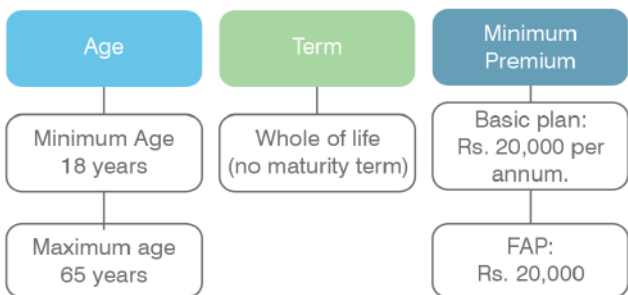 Age
Minimum Age
18 years
Maximum age
65 years
Term
Whole of life
(no maturity term)
Minimum
Premium
Basic plan:
Rs. 20,000 per
annum.
FAP:
Rs. 20,000